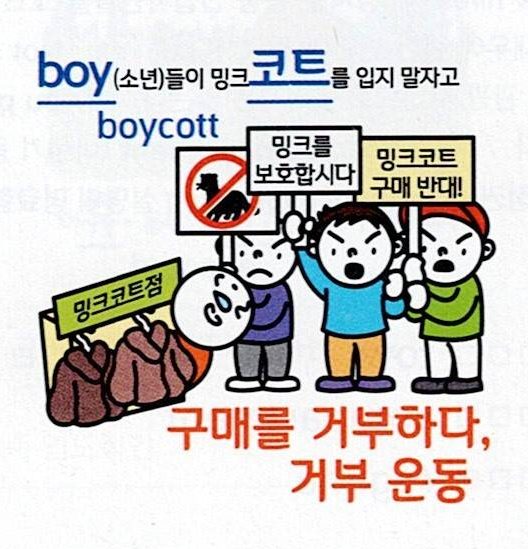 boy(소년)들이 밍크코트를 입지 말자고
boycott
밍크를
보호합시다
밍크코트
구매 반대!
밍크코트점
구매를 거부하다,
거부 운동